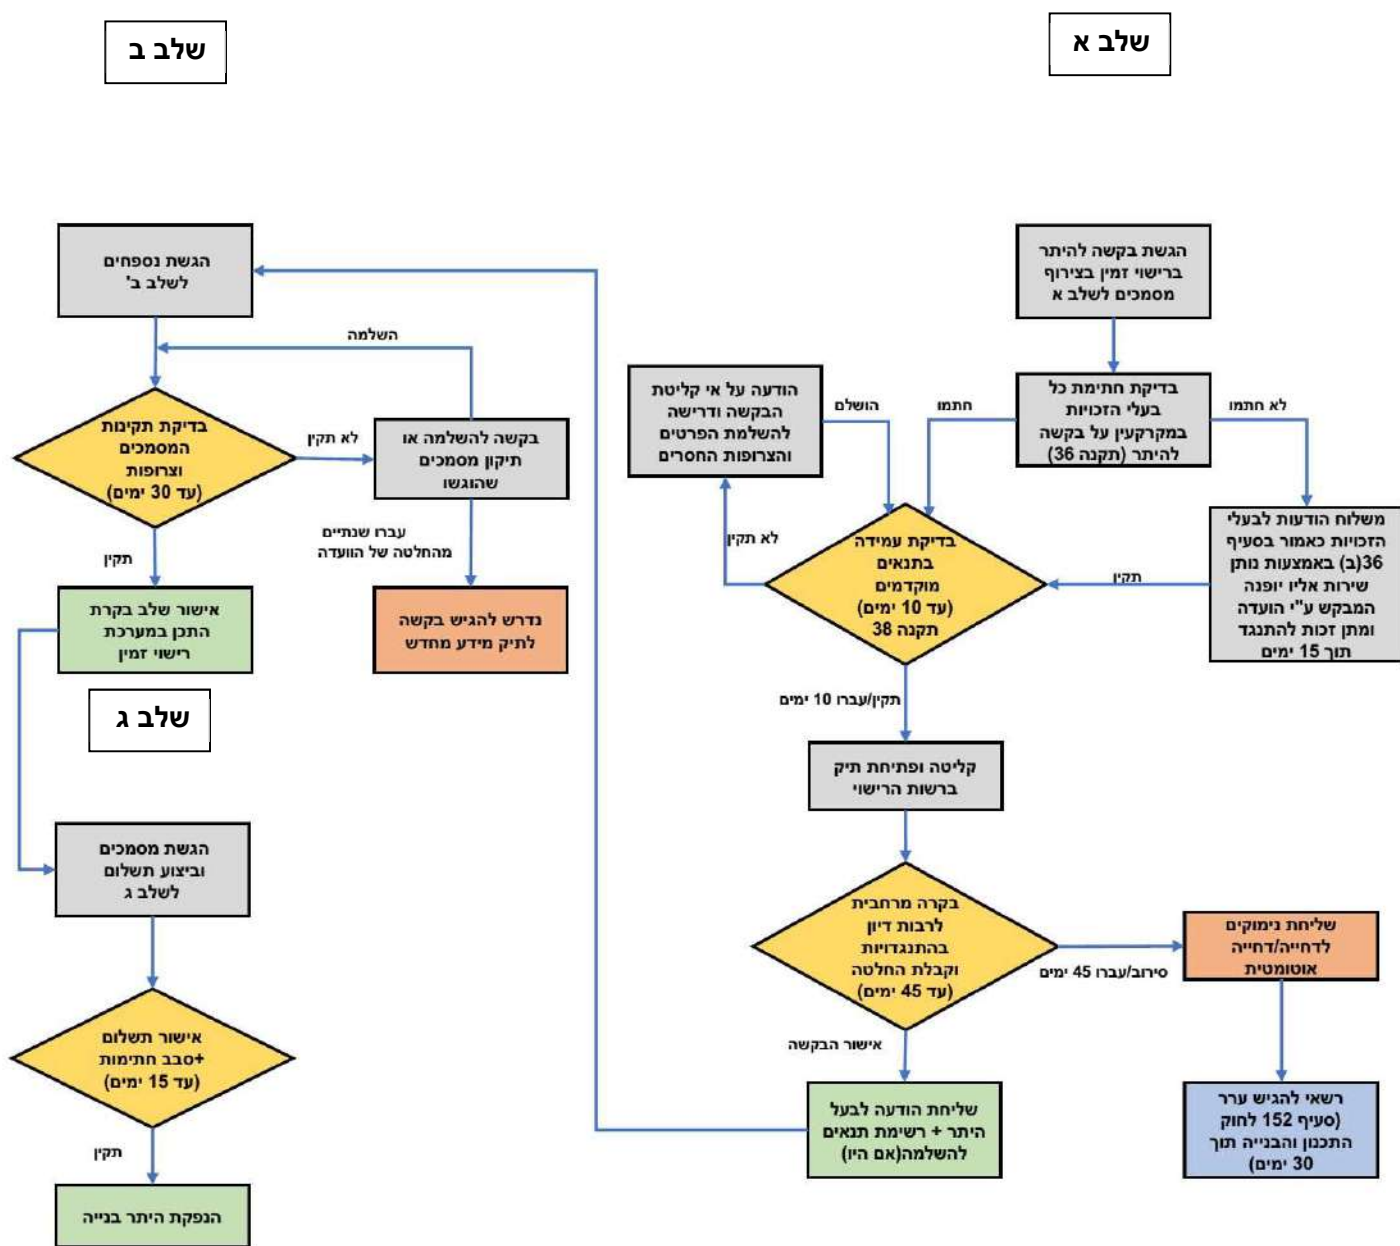 שלב א
הגשת בקשה להיתר
ברישוי זמין בצירוף
מסמכים לשלב א
בדיקת חתימת כל
בעלי הזכויות
במקרקעין על בקשה
להיתר (תקנה 36)
לא חתמו
חתמו
משלוח הודעות לבעלי
הזכויות כאמור בסעיף
36(ב) באמצעות נותן
שירות אליו יופנה
המבקש ע"י הועדה
ומתן זכות להתנגד
תוך 15 ימים
תקין
הודעה על אי קליטת
הבקשה ודרישה
להשלמת הפרטים
והצרופות החסרים
הושלם
לא תקין
בדיקת עמידה
בתנאים
מוקדמים
(עד 10 ימים)
תקנה 38
תקין/עברו 10 ימים
קליטה ופתיחת תיק
ברשות הרישוי
בקרה מרחבית
לרבות דיון
בהתנגדויות
וקבלת החלטה
(עד 45 ימים)
סירוב/עברו 45 ימים
שליחת נימוקים
לדחייה/דחייה
אוטומטית
רשאי להגיש ערר
(סעיף 152 לחוק
התכנון והבנייה תוך
30 ימים)
אישור הבקשה
שליחת הודעה לבעל
היתר + רשימת תנאים
להשלמה(אם היו)
שלב ב
הגשת נספחים
לשלב ב'
השלמה
בדיקת תקינות
המסמכים
וצרופות
(עד 30 ימים)
לא תקין
בקשה להשלמה או
תיקון מסמכים
שהוגשו
עברו שנתיים
מהחלטה של הוועדה
נדרש להגיש בקשה
לתיק מידע מחדש
תקין
אישור שלב בקרת
התכן במערכת
רישוי זמין
שלב ג
הגשת מסמכים
וביצוע תשלום
לשלב ג
אישור תשלום
+סבב חתימות
(עד 15 ימים)
תקין
הנפקת היתר בנייה